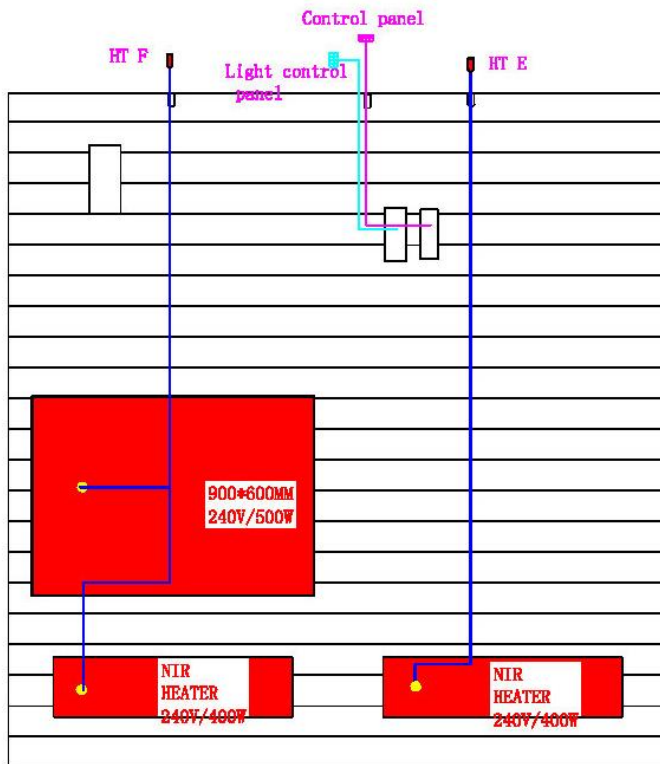 Control panel
HT F
Light control
panel
HT E
900*600MM
240V/500W
NIR
HEATER
240V/400W
NIR
HEATER
240V/400W